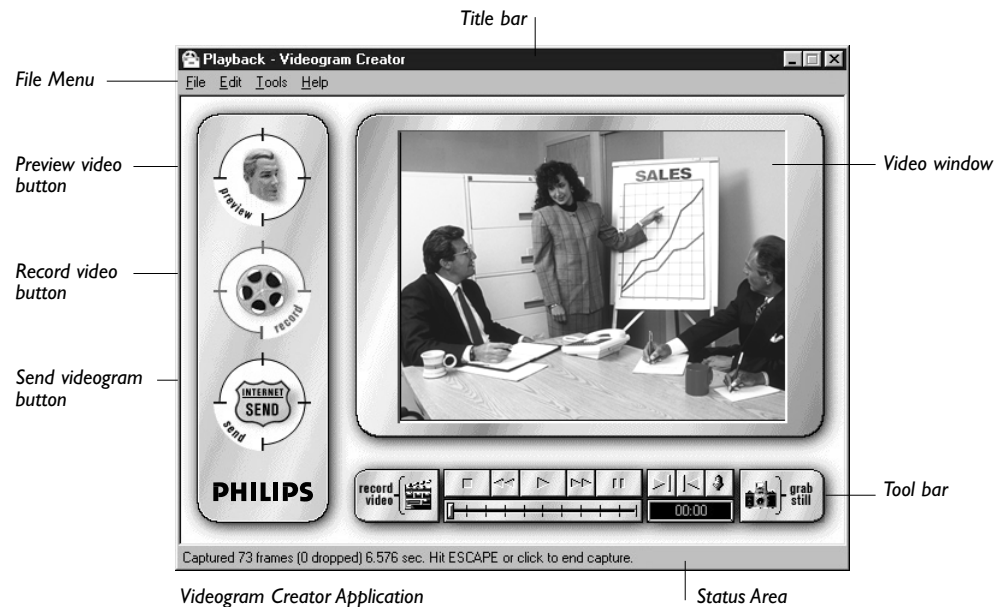 Title bar
Playback - Videogram Creator
File Menu
File Edit Tools Help
Preview video
button
preview
SALES
Video window
Record video
button
record
Send videogram
button
INTERNET
SEND
send
PHILIPS
record
video
00:00
grab
still
Tool bar
Captured 73 frames (0 dropped) 6.576 sec. Hit ESCAPE or click to end capture.
Videogram Creator Application
Status Area